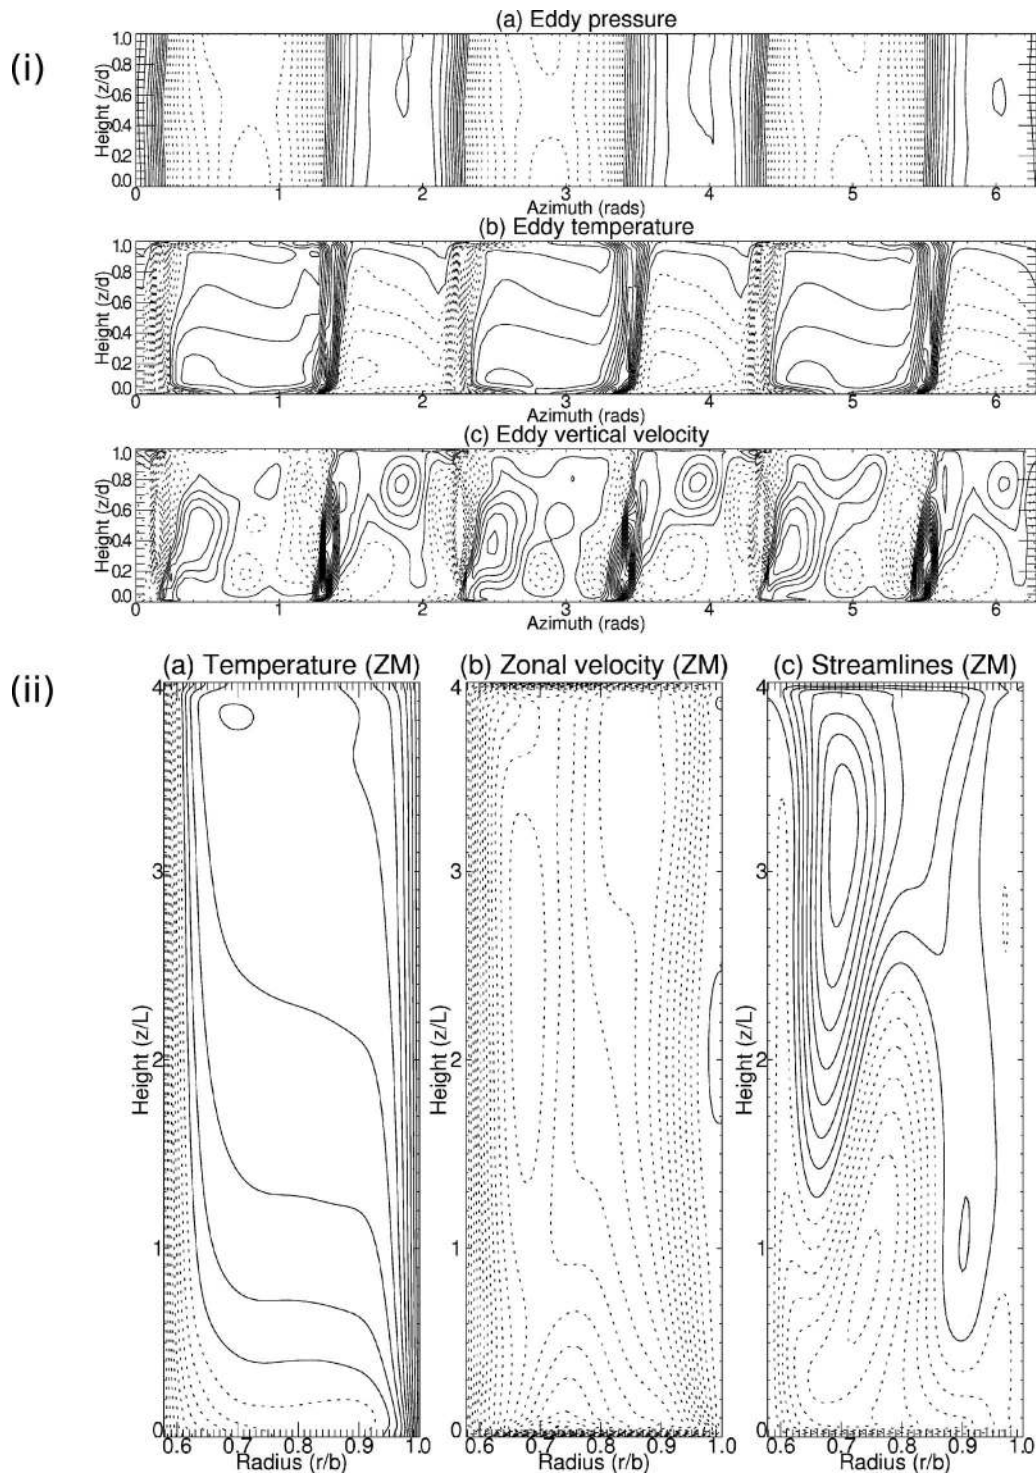 (i)
(a) Eddy pressure
1.0
0.8
0.6
0.4
0.2
0.0
Height (z/d)
0 1 2 3 4 5 6
Azimuth (rads)
(b) Eddy temperature
1.0
0.8
0.6
0.4
0.2
0.0
Height (z/d)
0 1 2 3 4 5 6
Azimuth (rads)
(c) Eddy vertical velocity
1.0
0.8
0.6
0.4
0.2
0.0
Height (z/d)
0 1 2 3 4 5 6
Azimuth (rads)
(ii)
(a) Temperature (ZM)
4
3
2
1
0
Height (z/L)
0.6 0.7 0.8 0.9 1.0
Radius (r/b)
(b) Zonal velocity (ZM)
4
3
2
1
0
Height (z/L)
0.6 0.7 0.8 0.9 1.0
Radius (r/b)
(c) Streamlines (ZM)
4
3
2
1
0
Height (z/L)
0.6 0.7 0.8 0.9 1.0
Radius (r/b)